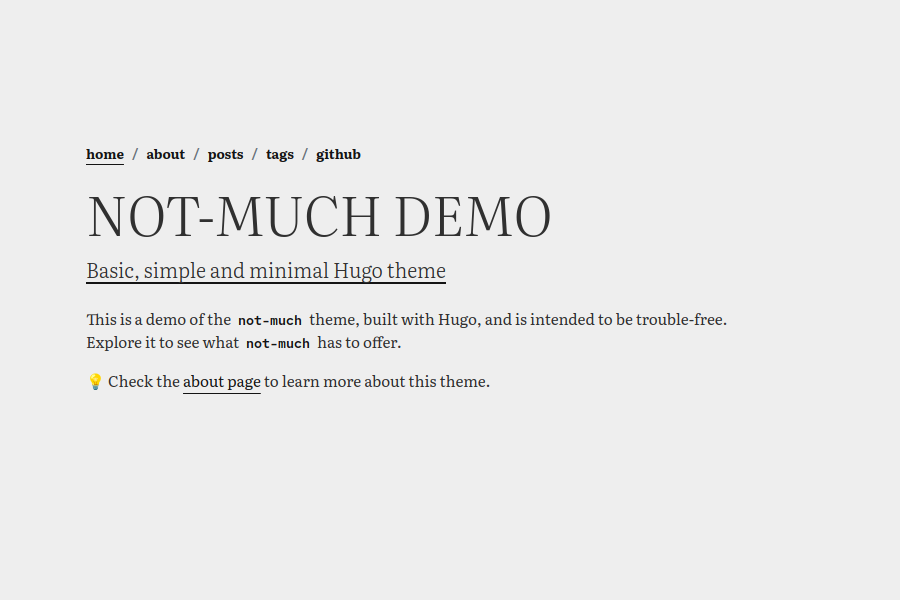 home / about / posts / tags / github
NOT-MUCH DEMO
Basic, simple and minimal Hugo theme
This is a demo of the not-much theme, built with Hugo, and is intended to be trouble-free.
Explore it to see what not-much has to offer.
💡 Check the about page to learn more about this theme.